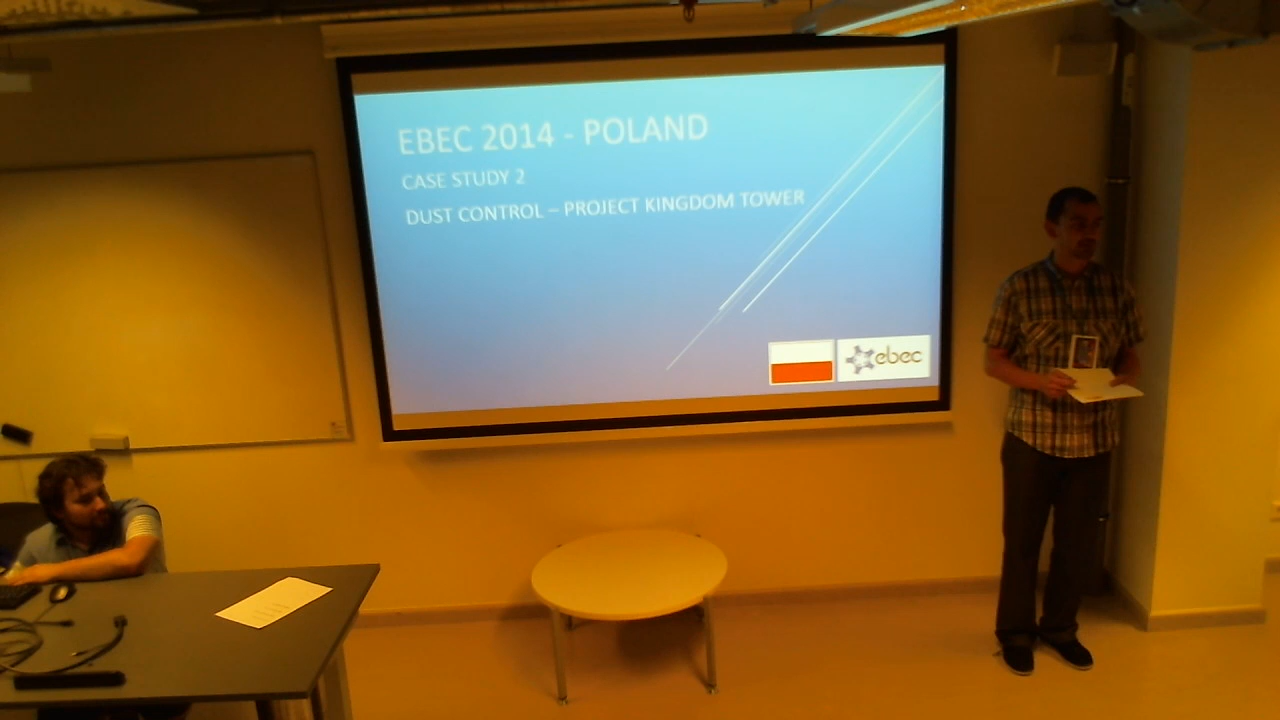 EBEC 2014 - POLAND
CASE STUDY 2
DUST CONTROL – PROJECT KINGDOM TOWER
ebec